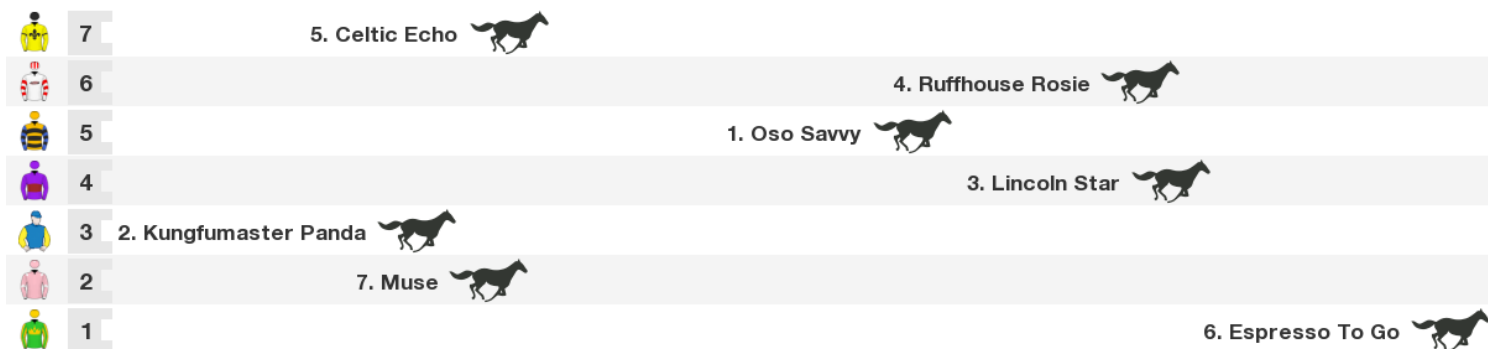 7 5. Celtic Echo
6 4. Ruffhouse Rosie
5 1. Oso Savvy
4 3. Lincoln Star
3 2. Kungfumaster Panda
2 7. Muse
1 6. Espresso To Go